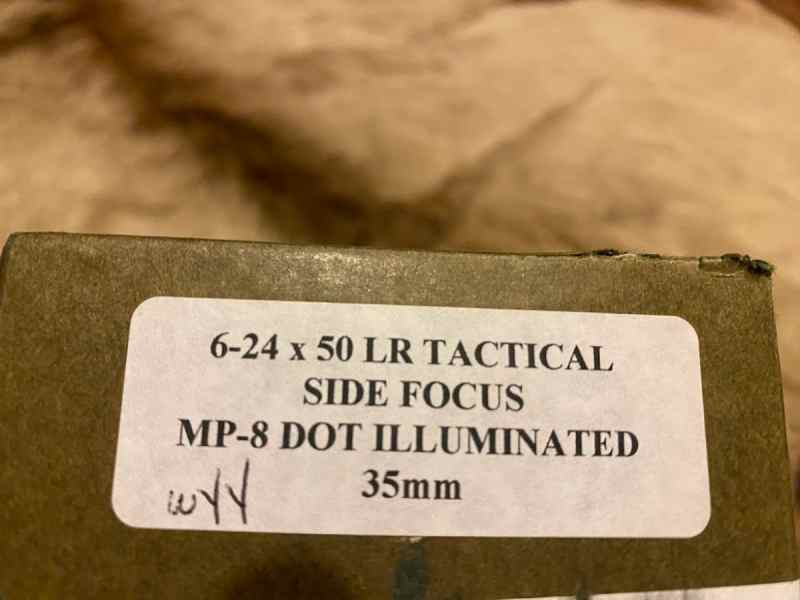 6-24 x 50 LR TACTICAL
SIDE FOCUS
MP-8 DOT ILLUMINATED
35mm